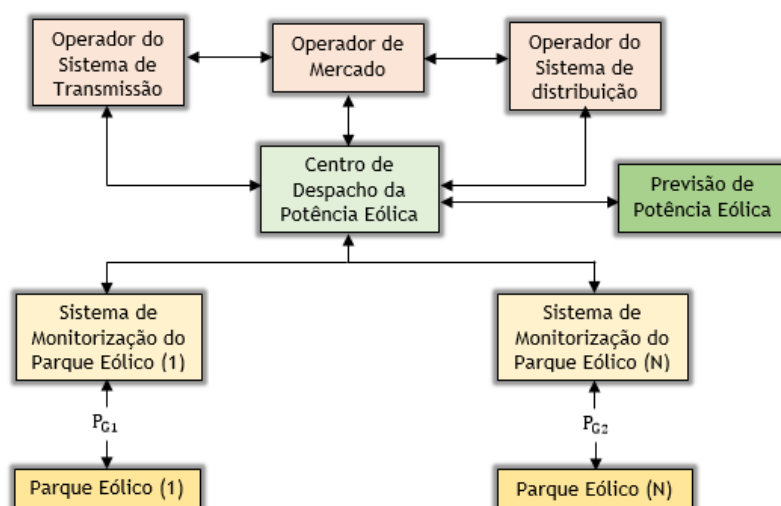 Operador do
Sistema de
Transmissão
Operador de
Mercado
Operador do
Sistema de
distribuição
Centro de
Despacho da
Potência Eólica
Previsão de
Potência Eólica
Sistema de
Monitorização do
Parque Eólico (1)
Sistema de
Monitorização do
Parque Eólico (N)
P_G1
P_G2
Parque Eólico (1)
Parque Eólico (N)